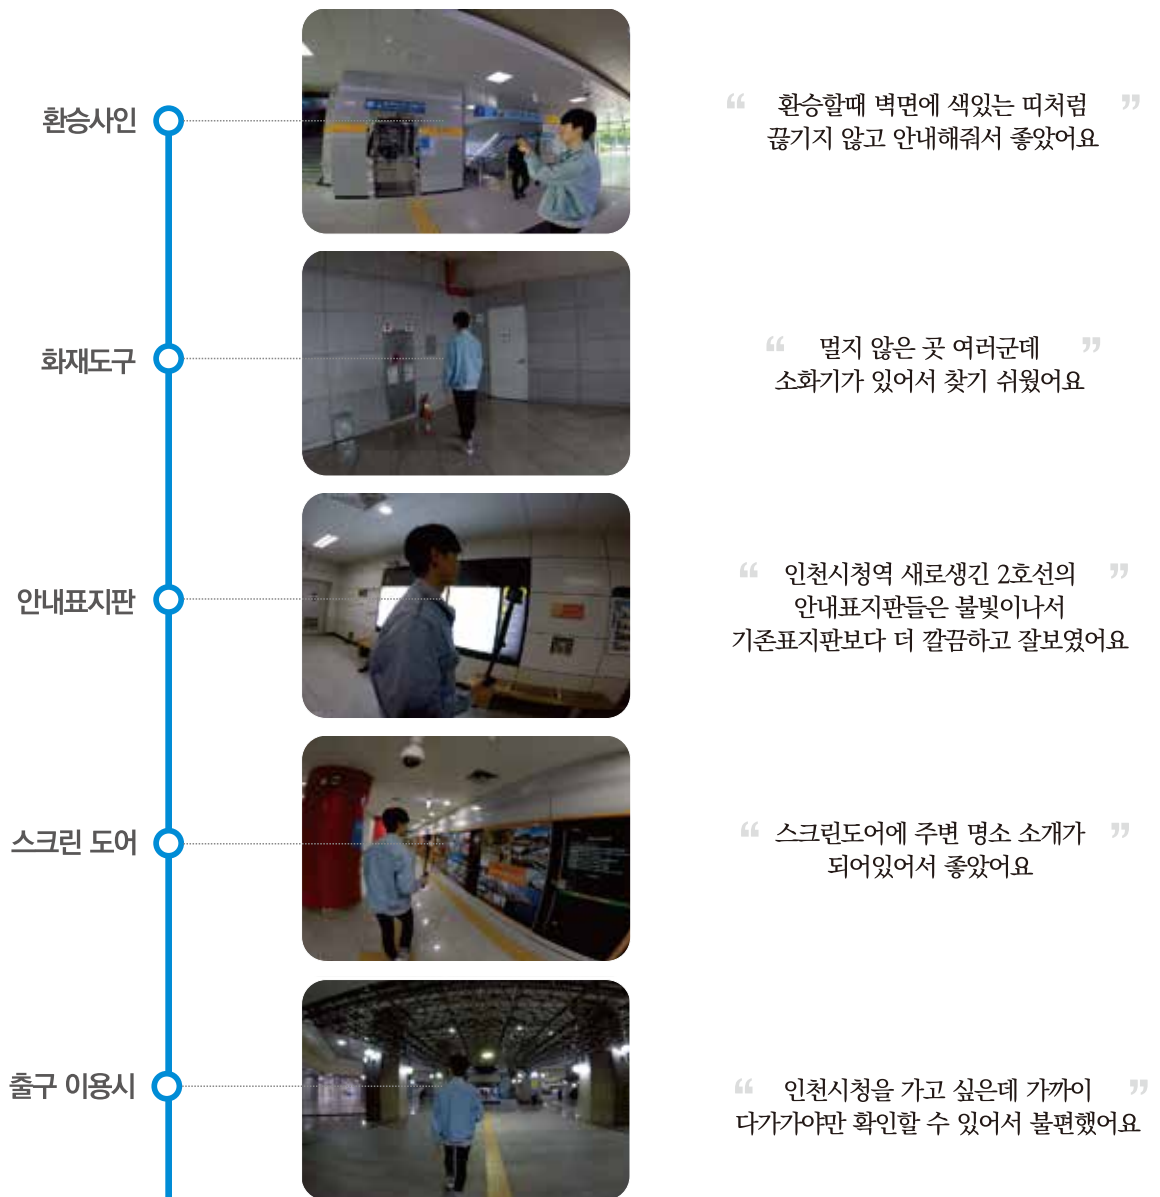 환승사인
“ 환승할때 벽면에 색있는 띠처럼 ”
끊기지 않고 안내해줘서 좋았어요
화재도구
“ 멀지 않은 곳 여러군데 ”
소화기가 있어서 찾기 쉬웠어요
안내표지판
“ 인천시청역 새로생긴 2호선의 ”
안내표지판들은 불빛이나서
기존표지판보다 더 깔끔하고 잘보였어요
스크린 도어
“ 스크린도어에 주변 명소 소개가 ”
되어있어서 좋았어요
출구 이용시
“ 인천시청을 가고 싶은데 가까이 ”
다가가야만 확인할 수 있어서 불편했어요